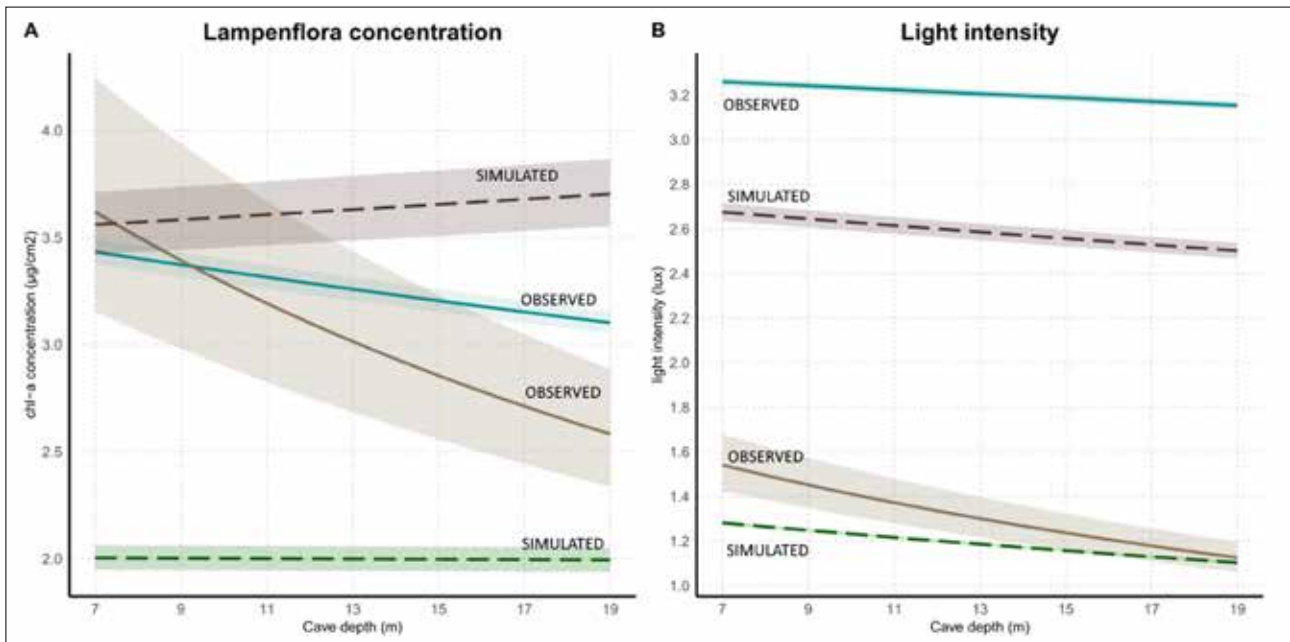 A
Lampenflora concentration
4.0
3.5
3.0
2.5
2.0
chl-a concentration (µg/cm2)
SIMULATED
OBSERVED
OBSERVED
SIMULATED
7 9 11 13 15 17 19
Cave depth (m)
B
Light intensity
3.2
3.0
2.8
2.6
2.4
2.2
2.0
1.8
1.6
1.4
1.2
1.0
light intensity (lux)
OBSERVED
SIMULATED
OBSERVED
SIMULATED
7 9 11 13 15 17 19
Cave depth (m)